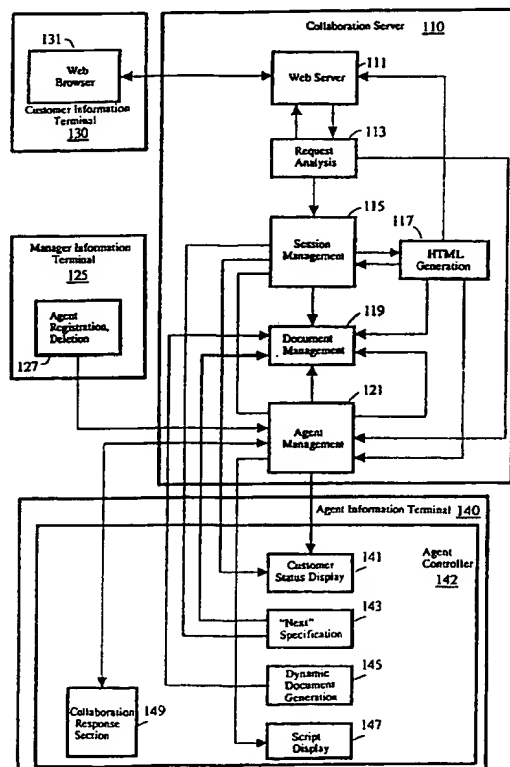 Collaboration Server 110
131
Web
Browser
Customer Information
Terminal
130
111
Web Server
113
Request
Analysis
115
Session
Management
117
HTML
Generation
Manager Information
Terminal
125
Agent
Registration,
Deletion
127
119
Document
Management
121
Agent
Management
Agent Information Terminal 140
Agent
Controller
142
141
Customer
Status Display
143
"Next"
Specification
145
Dynamic
Document
Generation
147
Script
Display
149
Collaboration
Response
Section